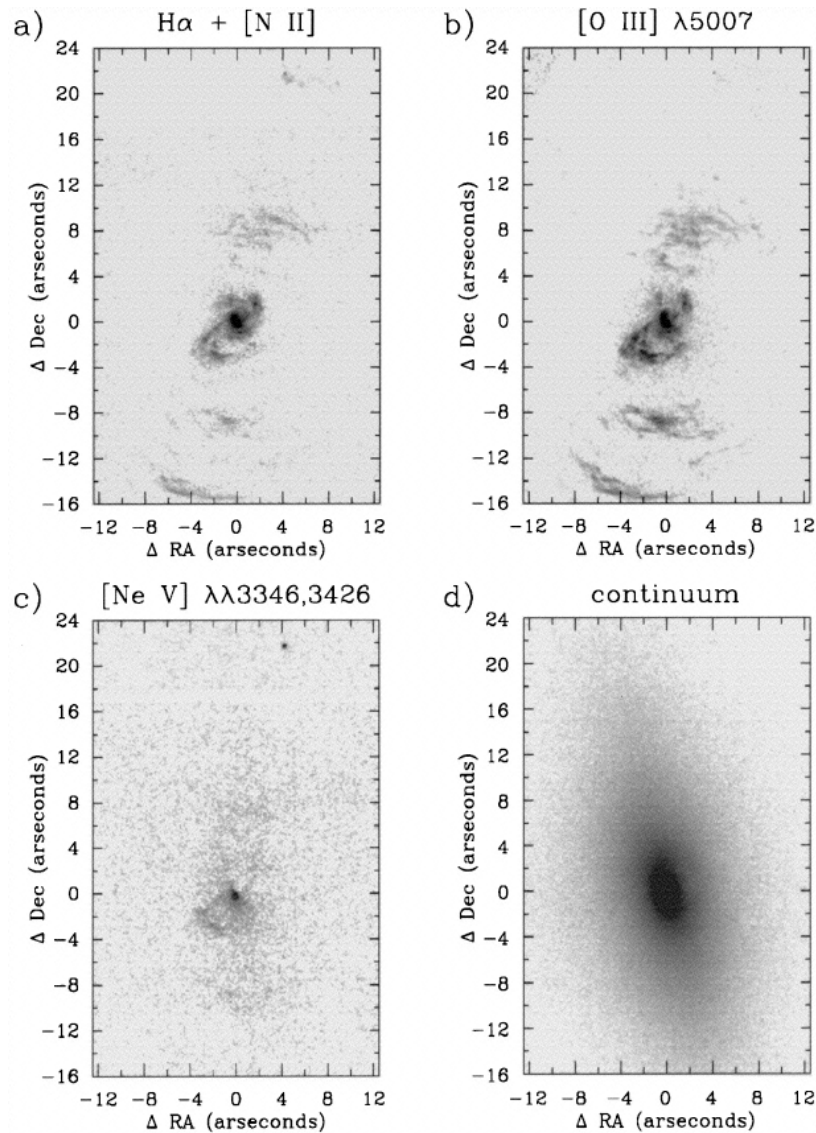 a) Hα + [N II]
b) [O III] λ5007
24
20
16
12
8
4
0
−4
−8
−12
−16
Δ Dec (arseconds)
−12 −8 −4 0 4 8 12
Δ RA (arseconds)
24
20
16
12
8
4
0
−4
−8
−12
−16
Δ Dec (arseconds)
−12 −8 −4 0 4 8 12
Δ RA (arseconds)
c) [Ne V] λλ3346,3426
d) continuum
24
20
16
12
8
4
0
−4
−8
−12
−16
Δ Dec (arseconds)
−12 −8 −4 0 4 8 12
Δ RA (arseconds)
24
20
16
12
8
4
0
−4
−8
−12
−16
Δ Dec (arseconds)
−12 −8 −4 0 4 8 12
Δ RA (arseconds)